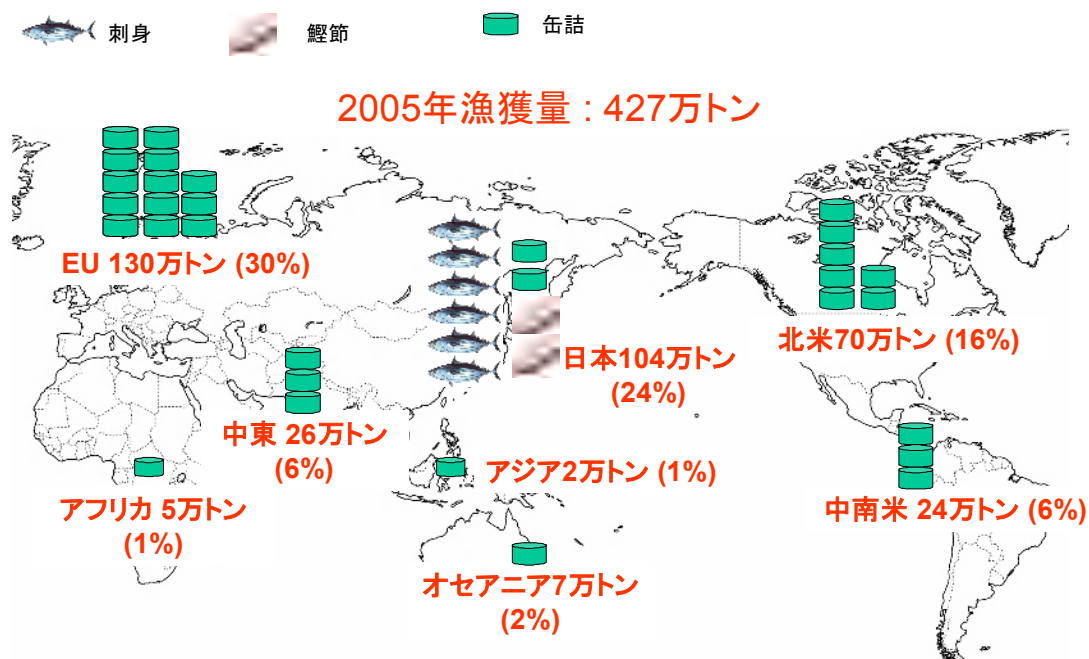 刺身
鰹節
缶詰
2005年漁獲量：427万トン
EU 130万トン (30%)
日本104万トン
(24%)
北米70万トン (16%)
中東 26万トン
(6%)
アジア2万トン (1%)
アフリカ 5万トン
(1%)
中南米 24万トン (6%)
オセアニア7万トン
(2%)